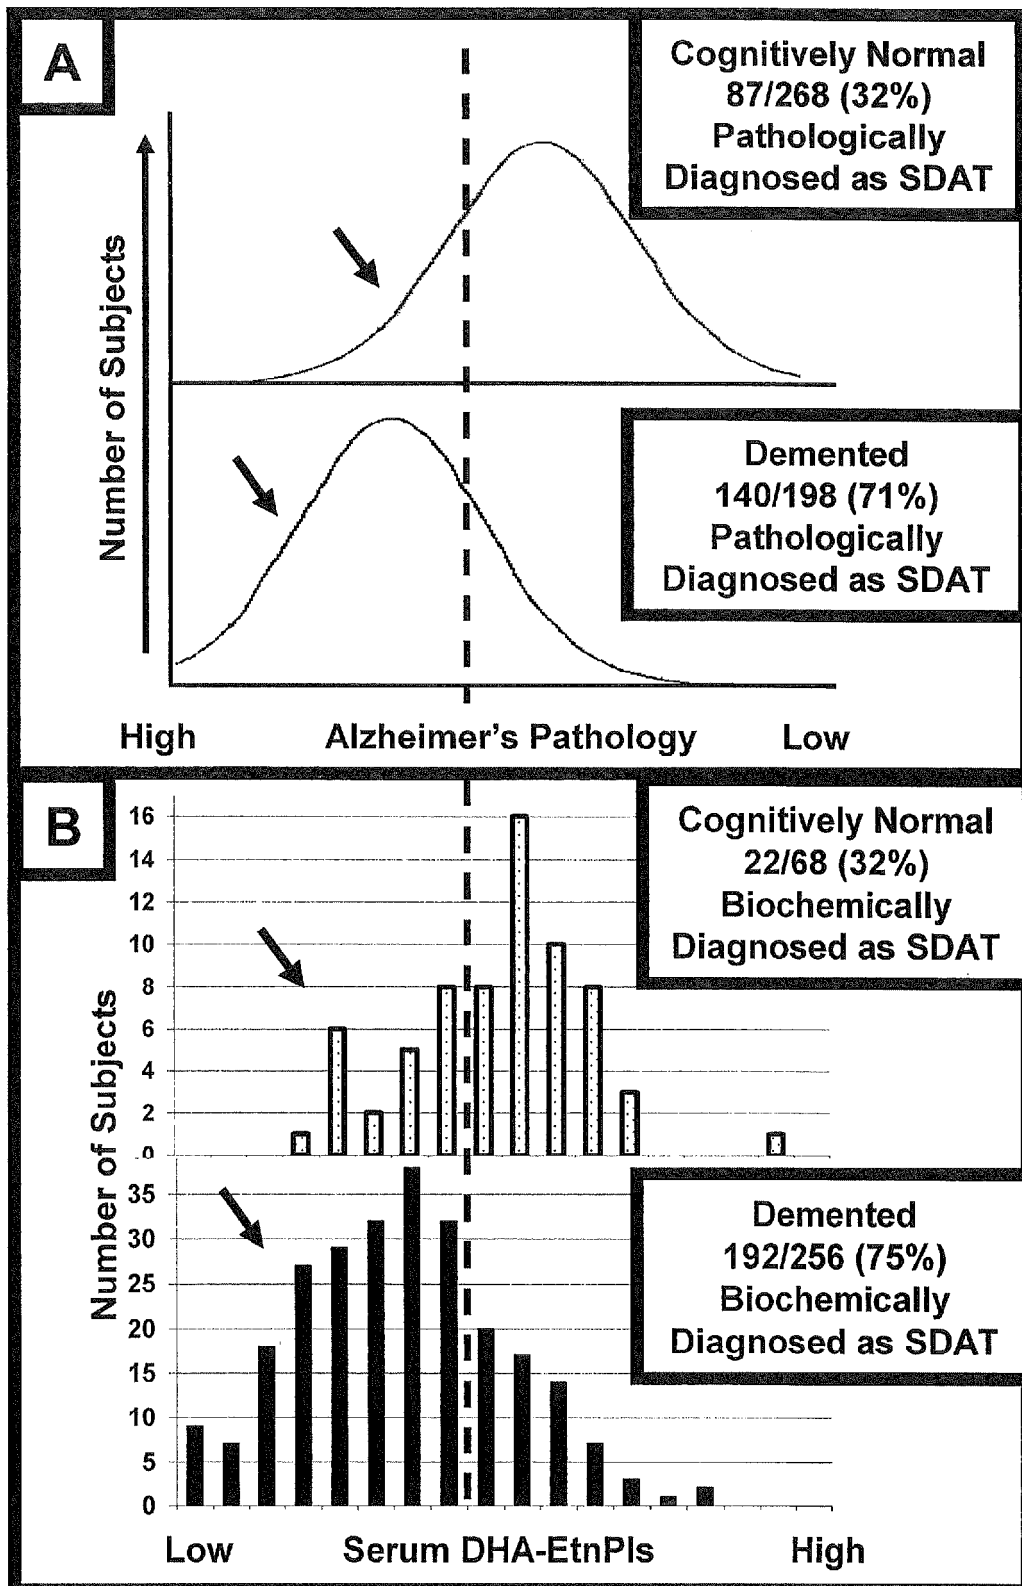 A
Cognitively Normal
87/268 (32%)
Pathologically
Diagnosed as SDAT
Number of Subjects
Demented
140/198 (71%)
Pathologically
Diagnosed as SDAT
High Alzheimer's Pathology Low
B
Cognitively Normal
22/68 (32%)
Biochemically
Diagnosed as SDAT
16
14
12
10
8
6
4
2
0
Number of Subjects
35
30
25
20
15
10
5
0
Demented
192/256 (75%)
Biochemically
Diagnosed as SDAT
Low Serum DHA-EtnPls High